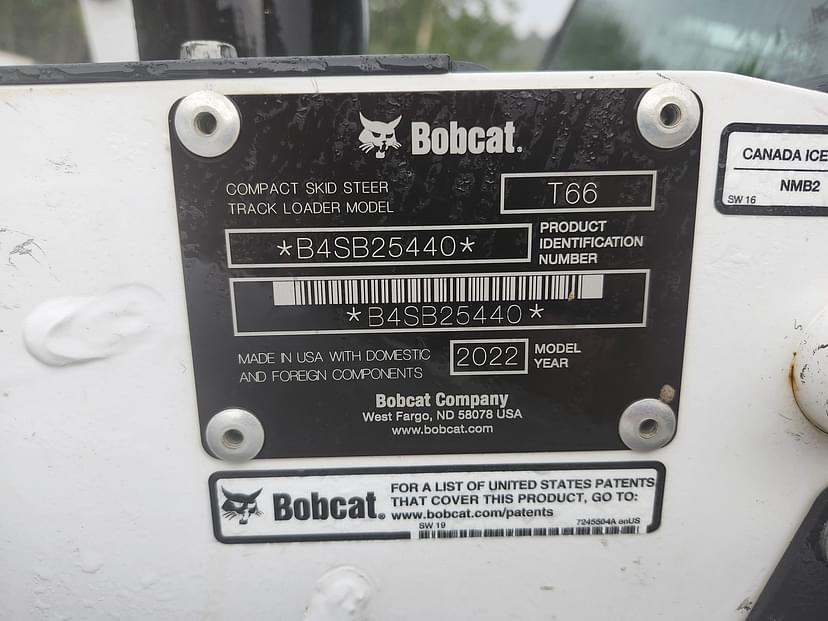 Bobcat.
COMPACT SKID STEER
TRACK LOADER MODEL
T66
*B4SB25440*
PRODUCT
IDENTIFICATION
NUMBER
*B4SB25440*
MADE IN USA WITH DOMESTIC
AND FOREIGN COMPONENTS
2022
MODEL
YEAR
Bobcat Company
West Fargo, ND 58078 USA
www.bobcat.com
CANADA ICE
NMB2
SW 16
Bobcat.
FOR A LIST OF UNITED STATES PATENTS
THAT COVER THIS PRODUCT, GO TO:
www.bobcat.com/patents
SW 19
7245504A enUS